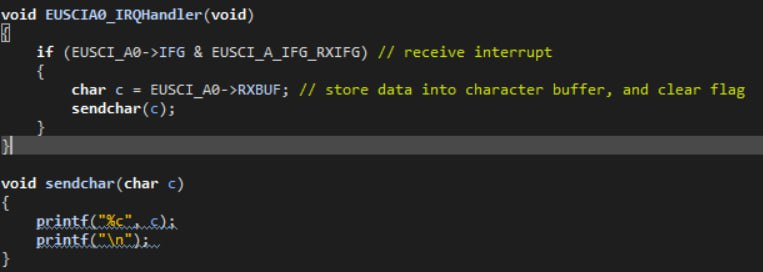 void EUSCIA0_IRQHandler(void)
{
    if (EUSCI_A0->IFG & EUSCI_A_IFG_RXIFG) // receive interrupt
    {
        char c = EUSCI_A0->RXBUF; // store data into character buffer, and clear flag
        sendchar(c);
    }
}
void sendchar(char c)
{
    printf("%c", c);
    printf("\n");
}